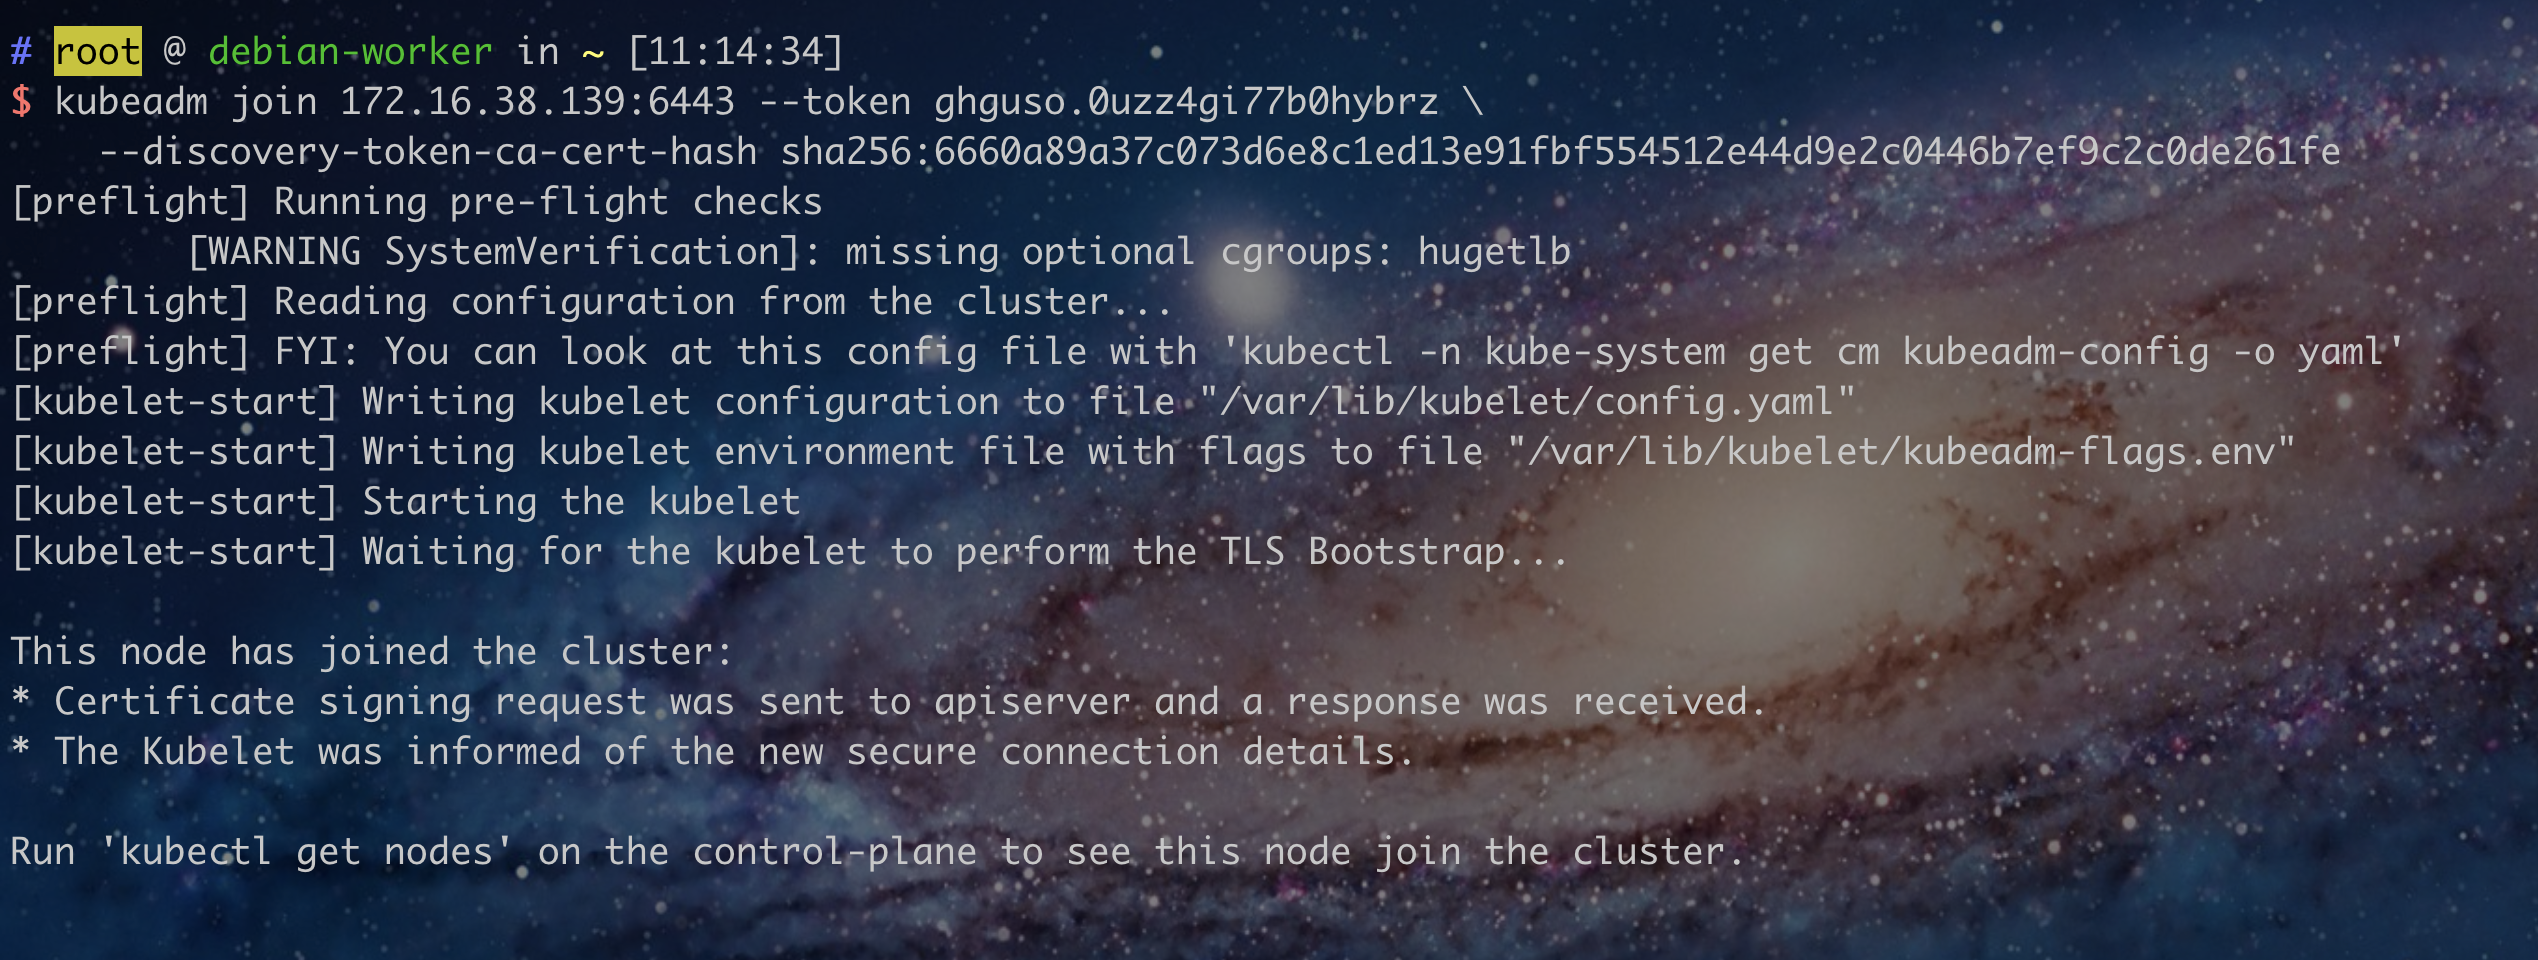 # root @ debian-worker in ~ [11:14:34]
$ kubeadm join 172.16.38.139:6443 --token ghguso.0uzz4gi77b0hybrz \
    --discovery-token-ca-cert-hash sha256:6660a89a37c073d6e8c1ed13e91fbf554512e44d9e2c0446b7ef9c2c0de261fe
[preflight] Running pre-flight checks
        [WARNING SystemVerification]: missing optional cgroups: hugetlb
[preflight] Reading configuration from the cluster...
[preflight] FYI: You can look at this config file with 'kubectl -n kube-system get cm kubeadm-config -o yaml'
[kubelet-start] Writing kubelet configuration to file "/var/lib/kubelet/config.yaml"
[kubelet-start] Writing kubelet environment file with flags to file "/var/lib/kubelet/kubeadm-flags.env"
[kubelet-start] Starting the kubelet
[kubelet-start] Waiting for the kubelet to perform the TLS Bootstrap...

This node has joined the cluster:
* Certificate signing request was sent to apiserver and a response was received.
* The Kubelet was informed of the new secure connection details.

Run 'kubectl get nodes' on the control-plane to see this node join the cluster.